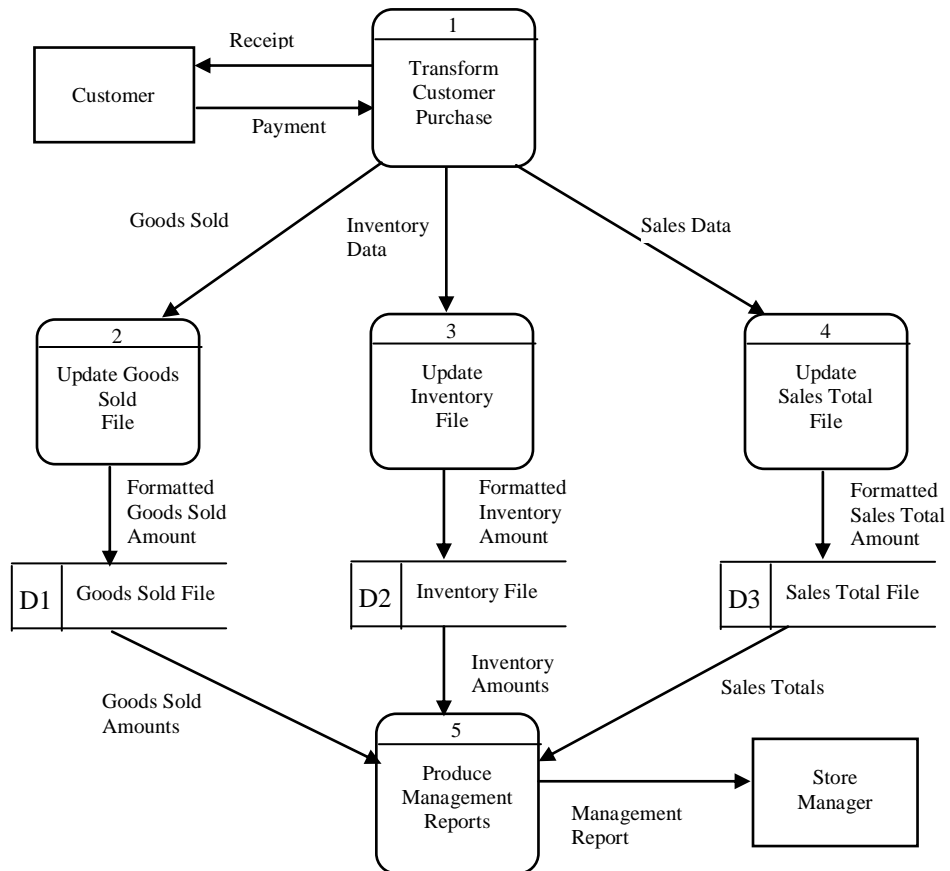 1
Receipt
Transform
Customer
Purchase
Customer
Payment
Goods Sold
Inventory
Data
Sales Data
2
Update Goods
Sold
File
3
Update
Inventory
File
4
Update
Sales Total
File
Formatted
Goods Sold
Amount
Formatted
Inventory
Amount
Formatted
Sales Total
Amount
D1
Goods Sold File
D2
Inventory File
D3
Sales Total File
Goods Sold
Amounts
Inventory
Amounts
Sales Totals
5
Produce
Management
Reports
Management
Report
Store
Manager